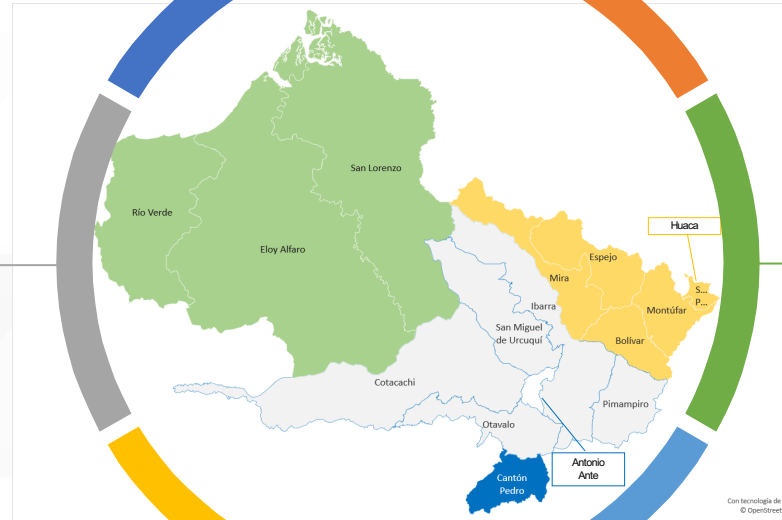 San Lorenzo
Río Verde
Eloy Alfaro
Huaca
Espejo
Mira
S...
P...
Ibarra
Montúfar
San Miguel
de Urcuquí
Bolívar
Cotacachi
Pimampiro
Otavalo
Antonio
Ante
Cantón
Pedro
Con tecnología de
© OpenStreet